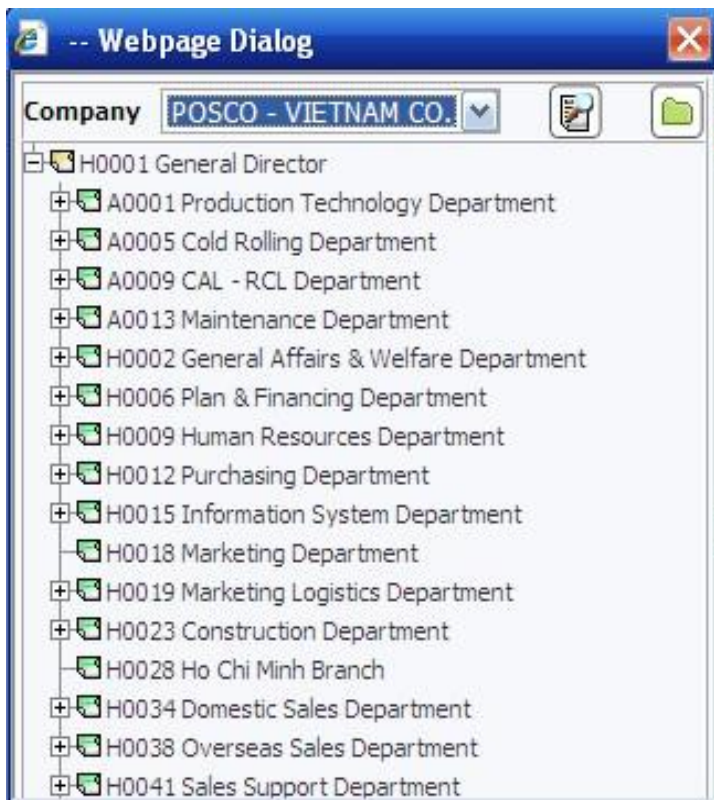 -- Webpage Dialog
Company POSCO - VIETNAM CO.
H0001 General Director
A0001 Production Technology Department
A0005 Cold Rolling Department
A0009 CAL - RCL Department
A0013 Maintenance Department
H0002 General Affairs & Welfare Department
H0006 Plan & Financing Department
H0009 Human Resources Department
H0012 Purchasing Department
H0015 Information System Department
H0018 Marketing Department
H0019 Marketing Logistics Department
H0023 Construction Department
H0028 Ho Chi Minh Branch
H0034 Domestic Sales Department
H0038 Overseas Sales Department
H0041 Sales Support Department